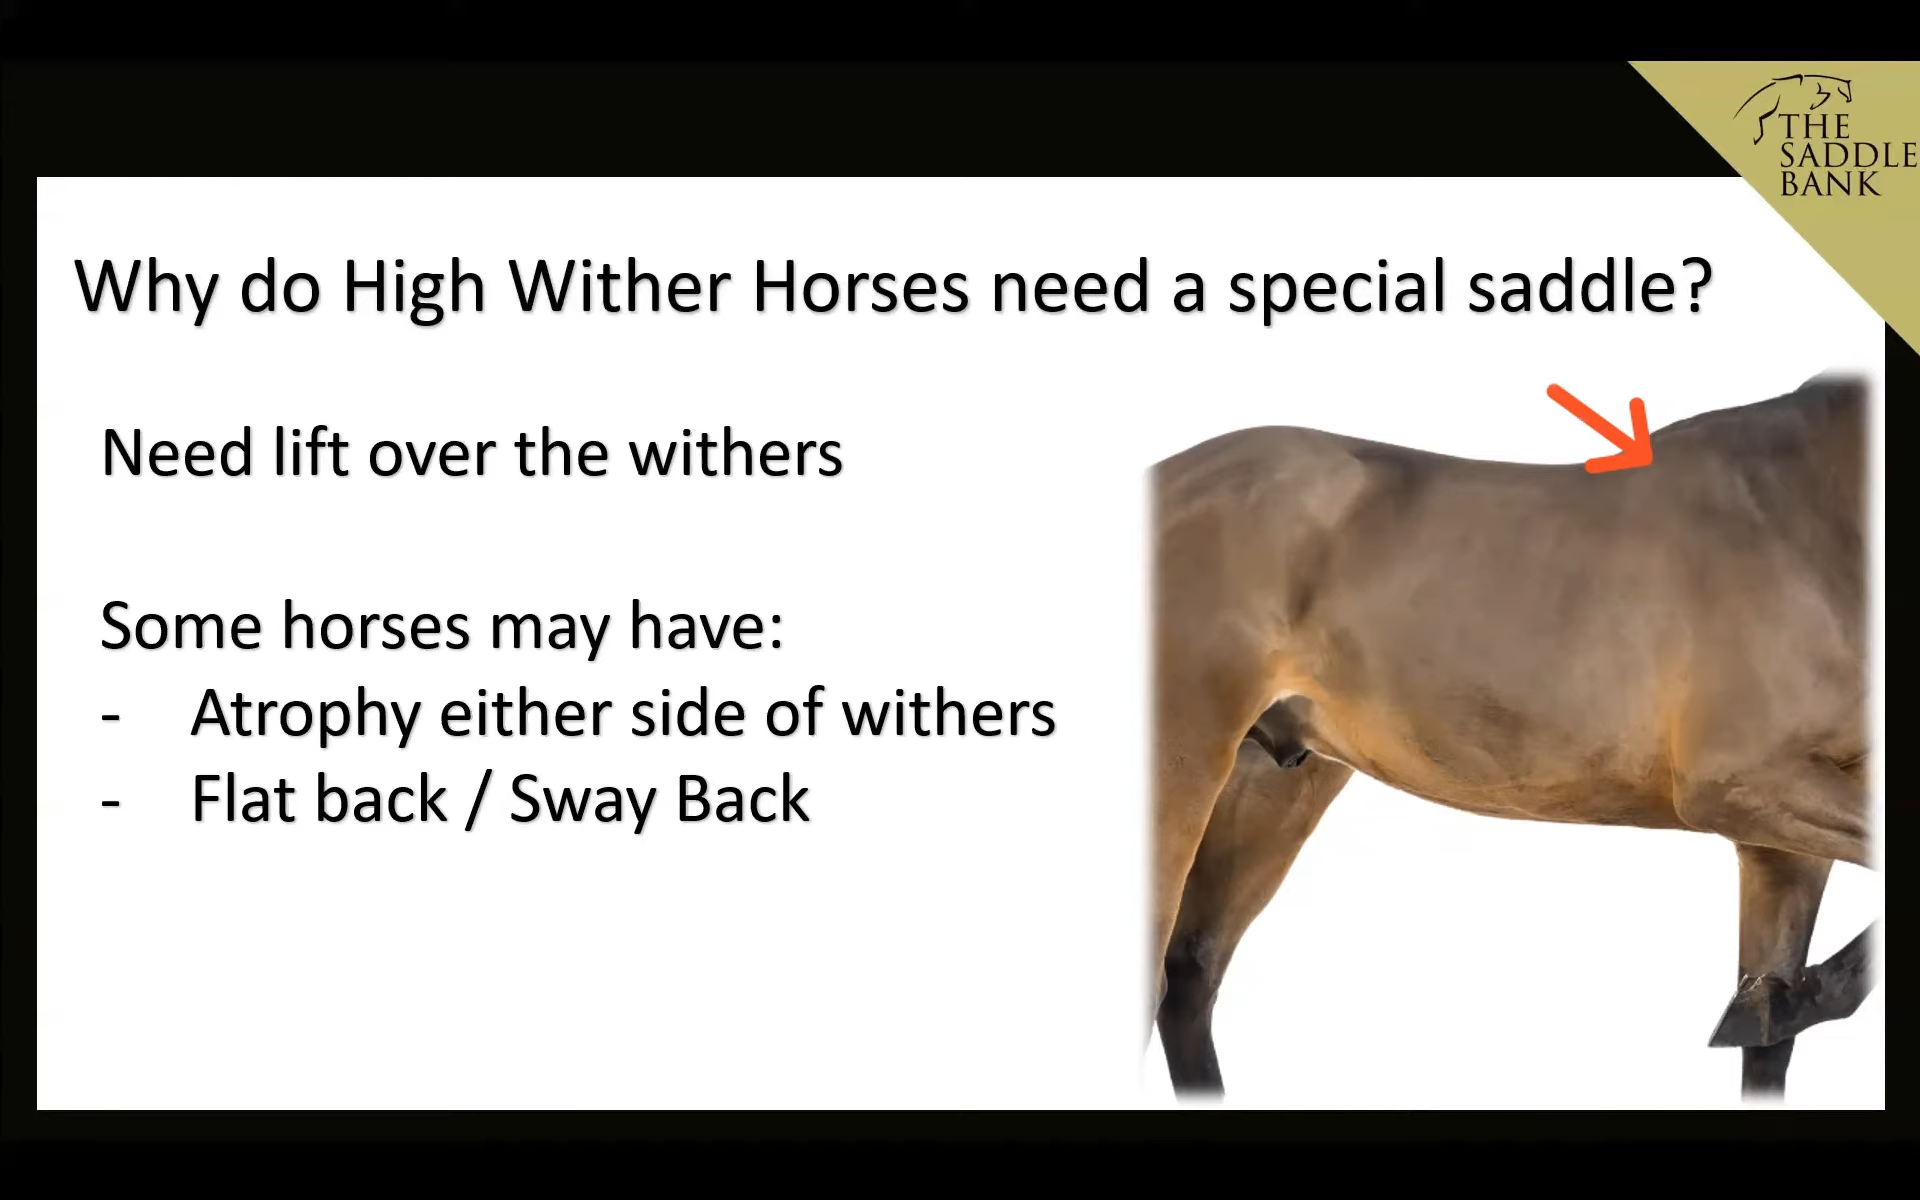 THE
SADDLE
BANK
Why do High Wither Horses need a special saddle?
Need lift over the withers
Some horses may have:
- Atrophy either side of withers
- Flat back / Sway Back